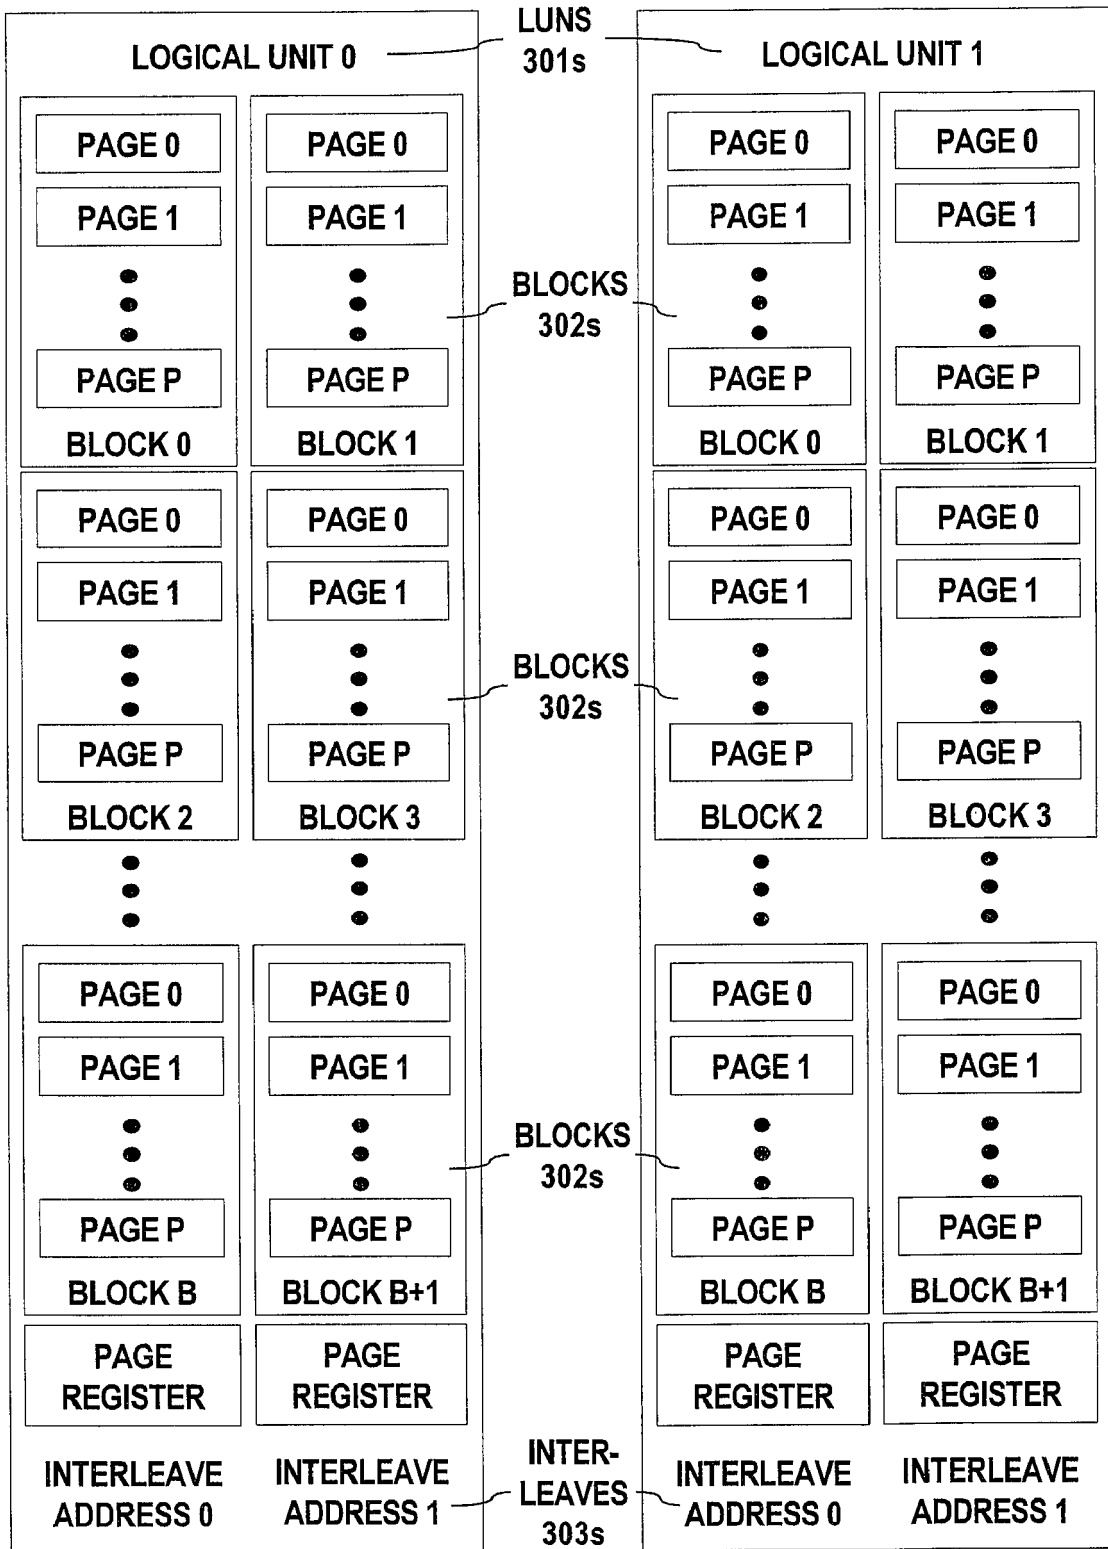 LUNS
301s
LOGICAL UNIT 0
LOGICAL UNIT 1
PAGE 0
PAGE 0
PAGE 0
PAGE 0
PAGE 1
PAGE 1
PAGE 1
PAGE 1
BLOCKS
302s
PAGE P
PAGE P
PAGE P
PAGE P
BLOCK 0
BLOCK 1
BLOCK 0
BLOCK 1
PAGE 0
PAGE 0
PAGE 0
PAGE 0
PAGE 1
PAGE 1
PAGE 1
PAGE 1
BLOCKS
302s
PAGE P
PAGE P
PAGE P
PAGE P
BLOCK 2
BLOCK 3
BLOCK 2
BLOCK 3
PAGE 0
PAGE 0
PAGE 0
PAGE 0
PAGE 1
PAGE 1
PAGE 1
PAGE 1
BLOCKS
302s
PAGE P
PAGE P
PAGE P
PAGE P
BLOCK B
BLOCK B+1
BLOCK B
BLOCK B+1
PAGE
REGISTER
PAGE
REGISTER
PAGE
REGISTER
PAGE
REGISTER
INTERLEAVE
ADDRESS 0
INTERLEAVE
ADDRESS 1
INTER-
LEAVES
303s
INTERLEAVE
ADDRESS 0
INTERLEAVE
ADDRESS 1